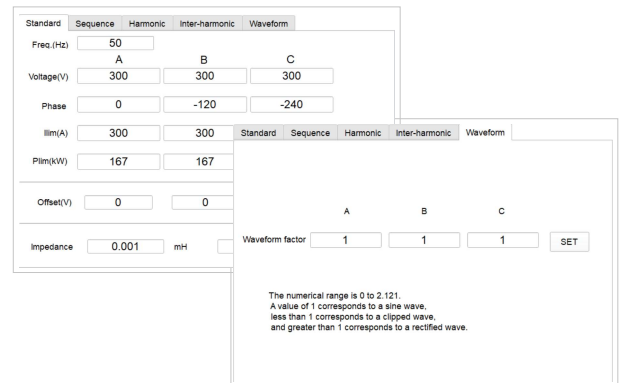 Standard Sequence Harmonic Inter-harmonic Waveform
Freq.(Hz) 50
A B C
Voltage(V) 300 300 300
Phase 0 -120 -240
Ilim(A) 300 300
Plim(kW) 167 167
Offset(V) 0 0
Impedance 0.001 mH
Standard Sequence Harmonic Inter-harmonic Waveform
A B C
Waveform factor 1 1 1 SET
The numerical range is 0 to 2.121.
A value of 1 corresponds to a sine wave,
less than 1 corresponds to a clipped wave,
and greater than 1 corresponds to a rectified wave.